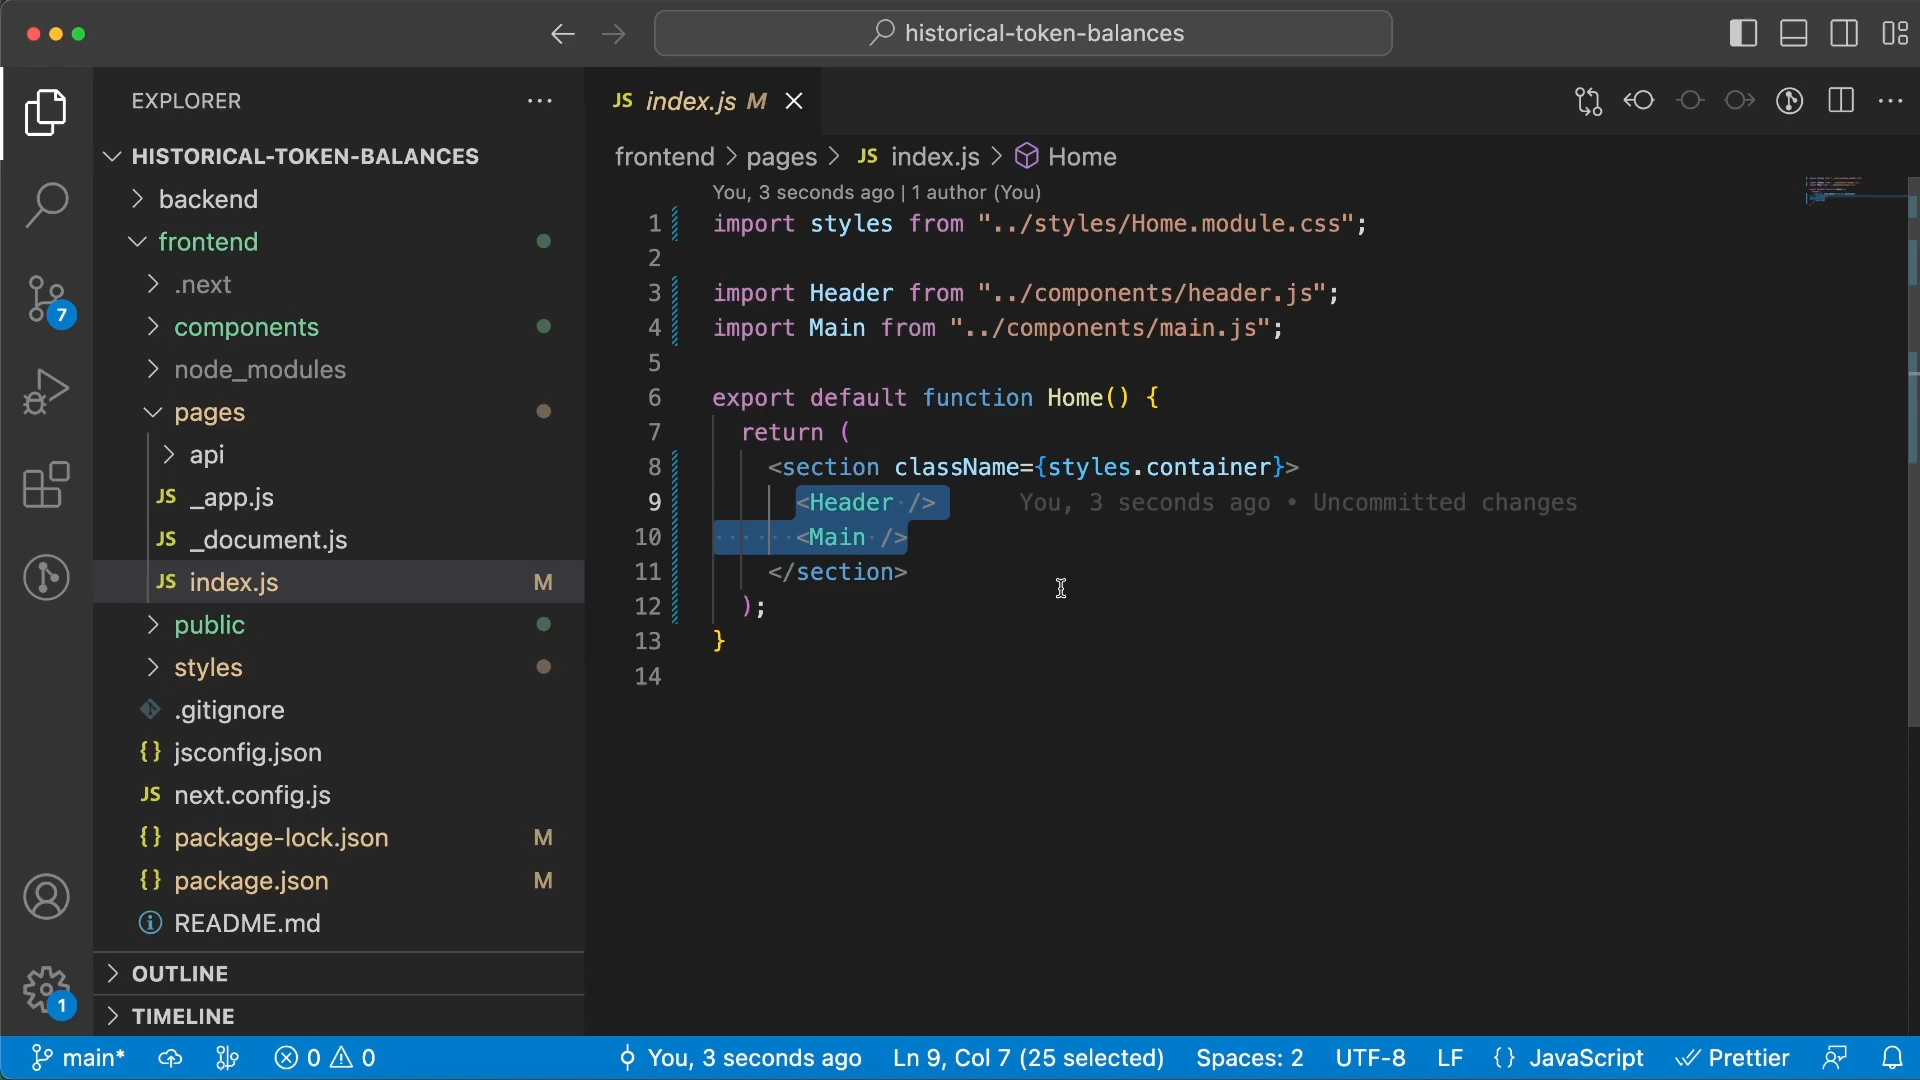 historical-token-balances
EXPLORER
JS index.js M
HISTORICAL-TOKEN-BALANCES
backend
frontend
.next
components
node_modules
pages
api
JS _app.js
JS _document.js
JS index.js M
public
styles
.gitignore
{} jsconfig.json
JS next.config.js
{} package-lock.json M
{} package.json M
README.md
OUTLINE
TIMELINE
7
1
frontend > pages > JS index.js > Home
You, 3 seconds ago | 1 author (You)
1 import styles from "../styles/Home.module.css";
2
3 import Header from "../components/header.js";
4 import Main from "../components/main.js";
5
6 export default function Home() {
7 return (
8 <section className={styles.container}>
9 <Header /> You, 3 seconds ago • Uncommitted changes
10 <Main />
11 </section>
12 );
13 }
14
main* 0 0 You, 3 seconds ago Ln 9, Col 7 (25 selected) Spaces: 2 UTF-8 LF {} JavaScript Prettier